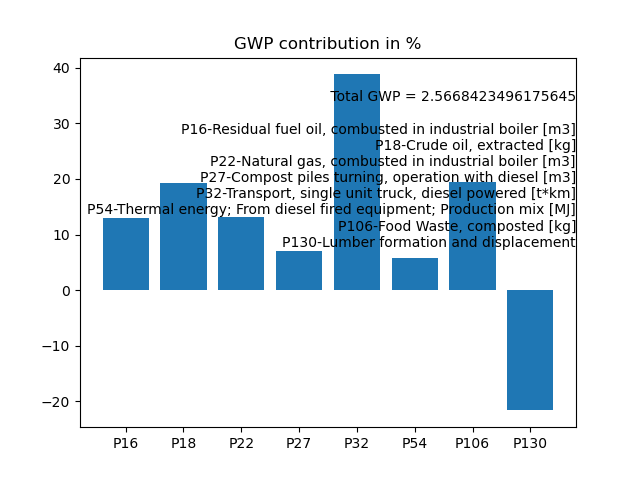 GWP contribution in %
40
30
20
10
0
−10
−20
Total GWP = 2.5668423496175645
P16-Residual fuel oil, combusted in industrial boiler [m3]
P18-Crude oil, extracted [kg]
P22-Natural gas, combusted in industrial boiler [m3]
P27-Compost piles turning, operation with diesel [m3]
P32-Transport, single unit truck, diesel powered [t*km]
P54-Thermal energy; From diesel fired equipment; Production mix [MJ]
P106-Food Waste, composted [kg]
P130-Lumber formation and displacement
P16 P18 P22 P27 P32 P54 P106 P130